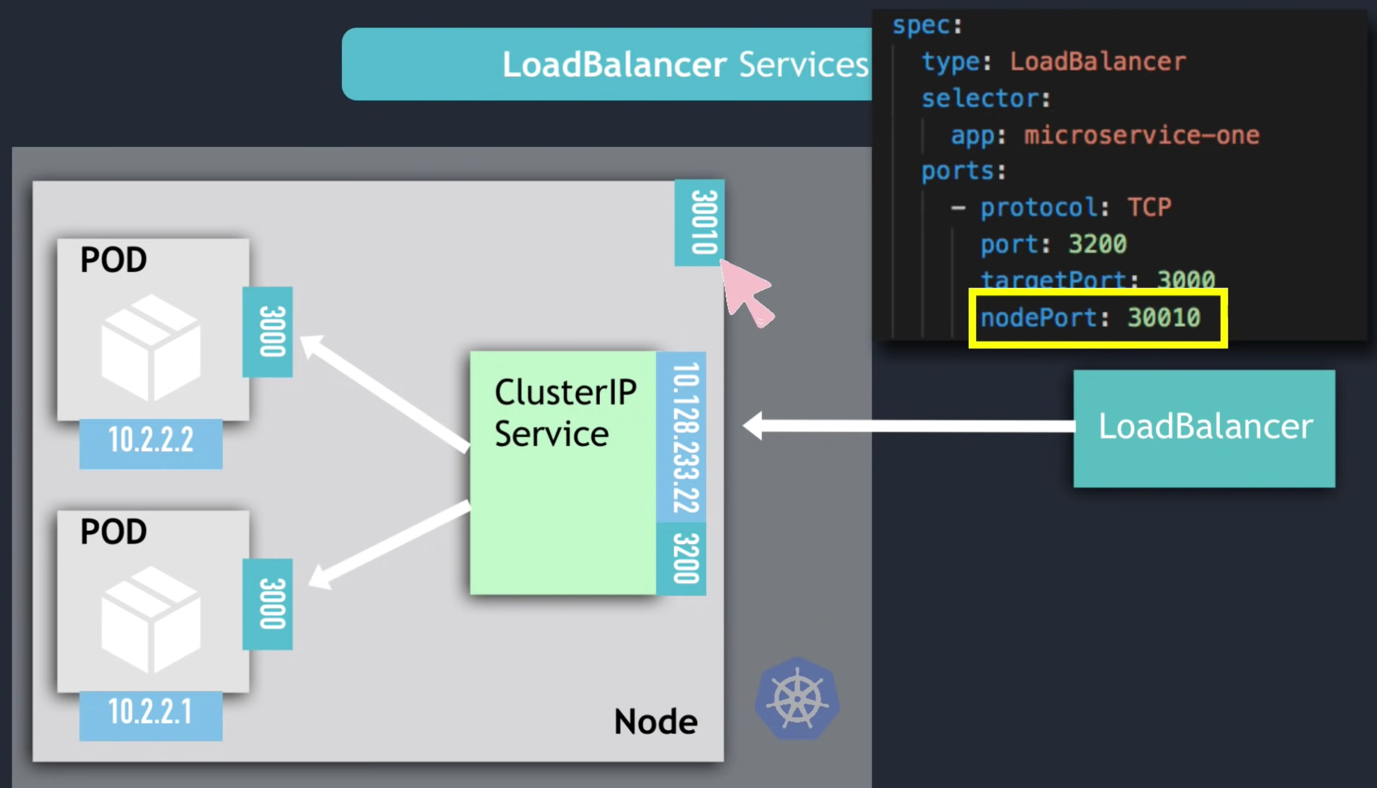 LoadBalancer Services
spec:
type: LoadBalancer
selector:
app: microservice-one
ports:
- protocol: TCP
port: 3200
targetPort: 3000
nodePort: 30010
30010
POD
3000
10.2.2.2
ClusterIP
Service
10.128.233.22
3200
LoadBalancer
POD
3000
10.2.2.1
Node